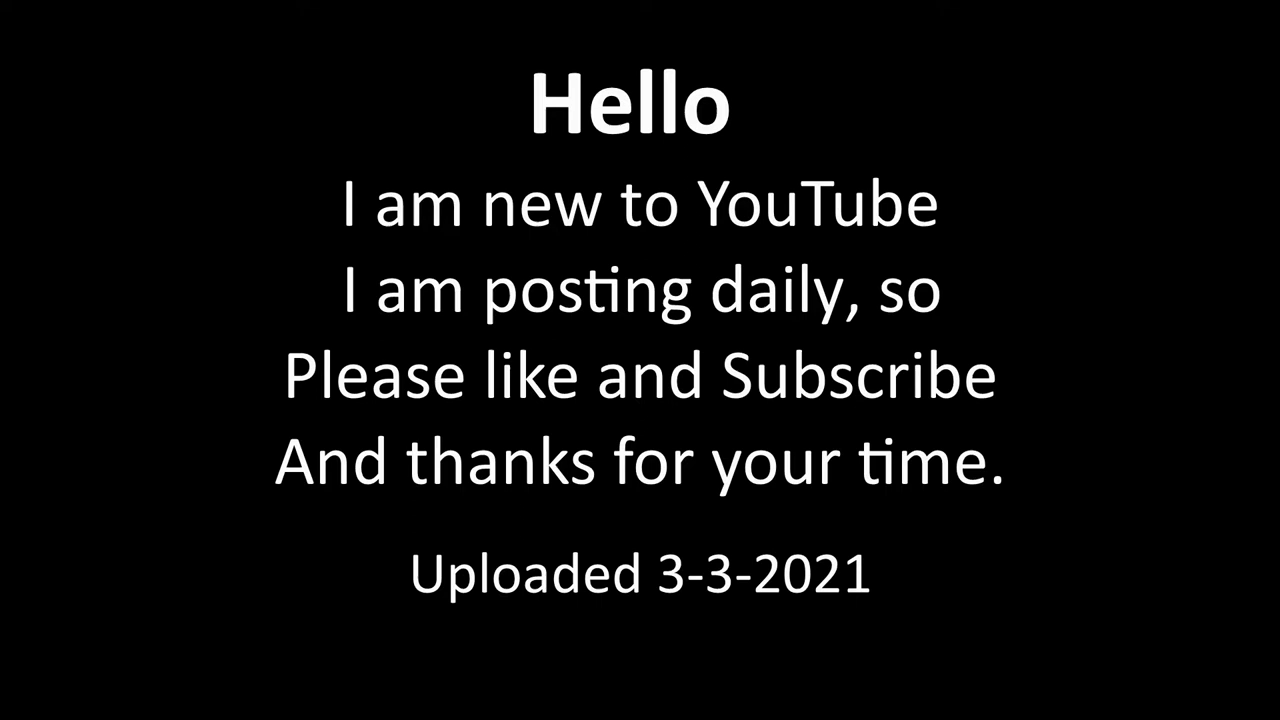 Hello
I am new to YouTube
I am posting daily, so
Please like and Subscribe
And thanks for your time.
Uploaded 3-3-2021